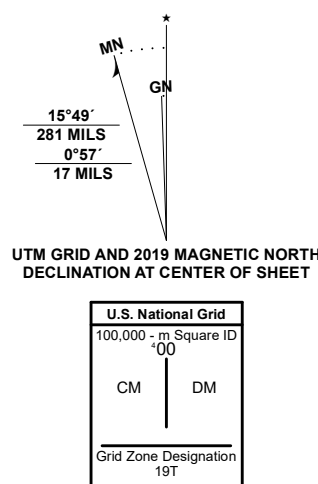 ★
MN
GN
15°49´
281 MILS
0°57´
17 MILS
UTM GRID AND 2019 MAGNETIC NORTH
DECLINATION AT CENTER OF SHEET
U.S. National Grid
100,000 - m Square ID
⁴00
CM DM
Grid Zone Designation
19T